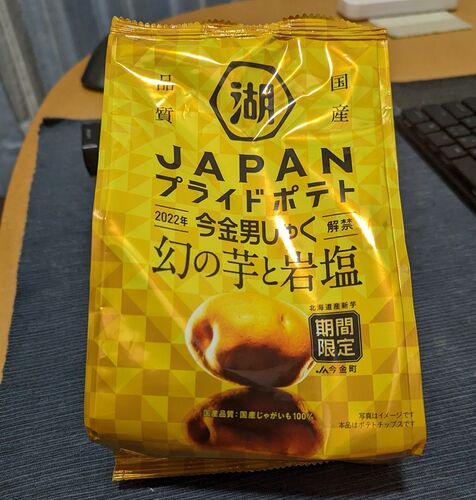 国産
品質
湖
JAPAN
プライドポテト
2022年 今金男しゃく 解禁
幻の芋と岩塩
北海道産新芋
期間
限定
JA今金町
国産品質:国産じゃがいも100%
写真はイメージです
本品はポテトチップスです